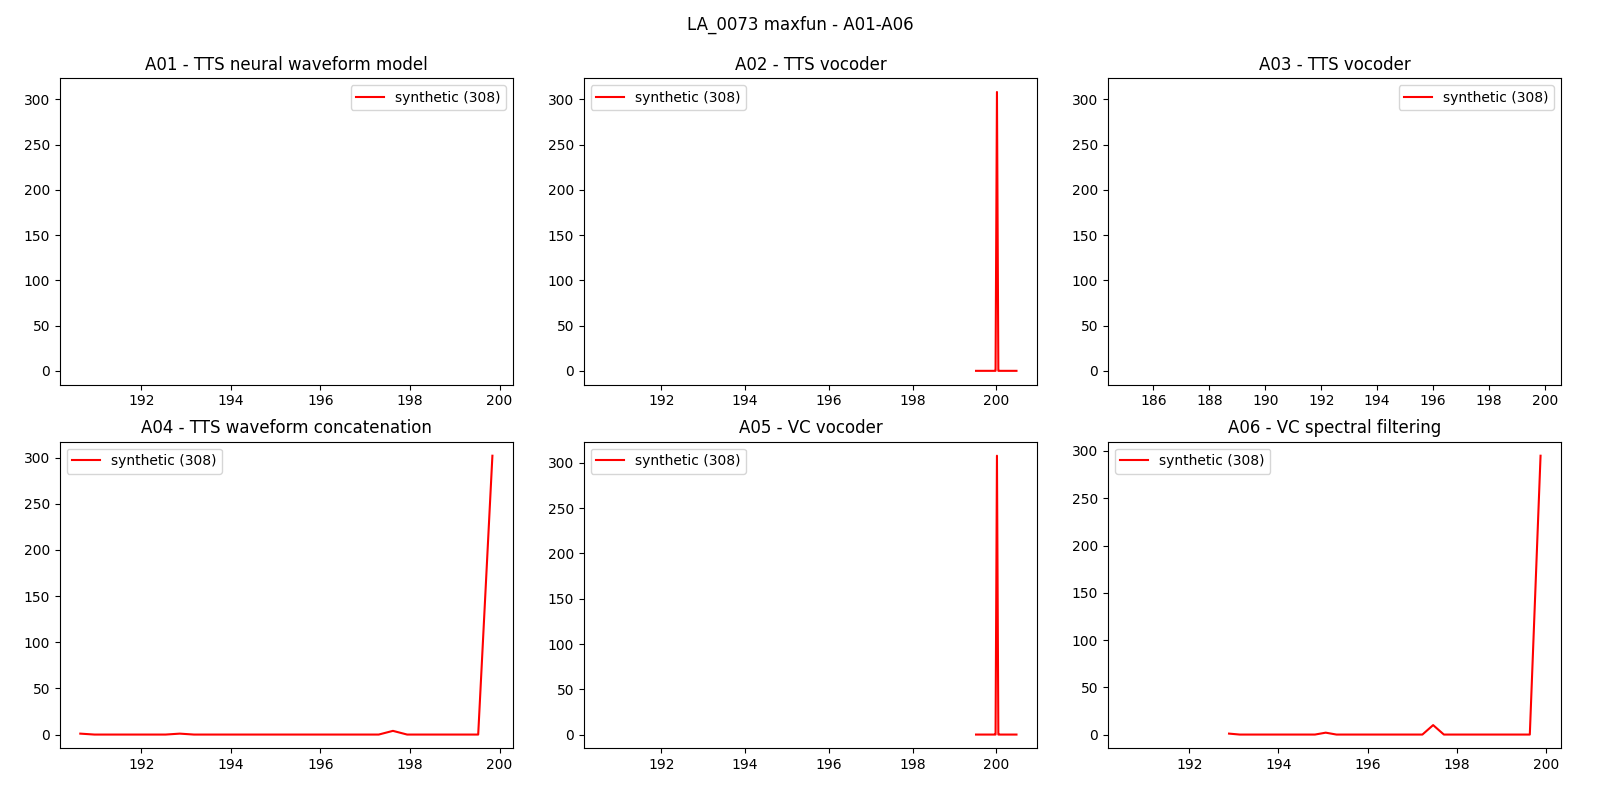 LA_0073 maxfun - A01-A06
A01 - TTS neural waveform model
300
250
200
150
100
50
0
synthetic (308)
192 194 196 198 200
A02 - TTS vocoder
300
250
200
150
100
50
0
synthetic (308)
192 194 196 198 200
A03 - TTS vocoder
300
250
200
150
100
50
0
synthetic (308)
186 188 190 192 194 196 198 200
A04 - TTS waveform concatenation
300
250
200
150
100
50
0
synthetic (308)
192 194 196 198 200
A05 - VC vocoder
300
250
200
150
100
50
0
synthetic (308)
192 194 196 198 200
A06 - VC spectral filtering
300
250
200
150
100
50
0
synthetic (308)
192 194 196 198 200